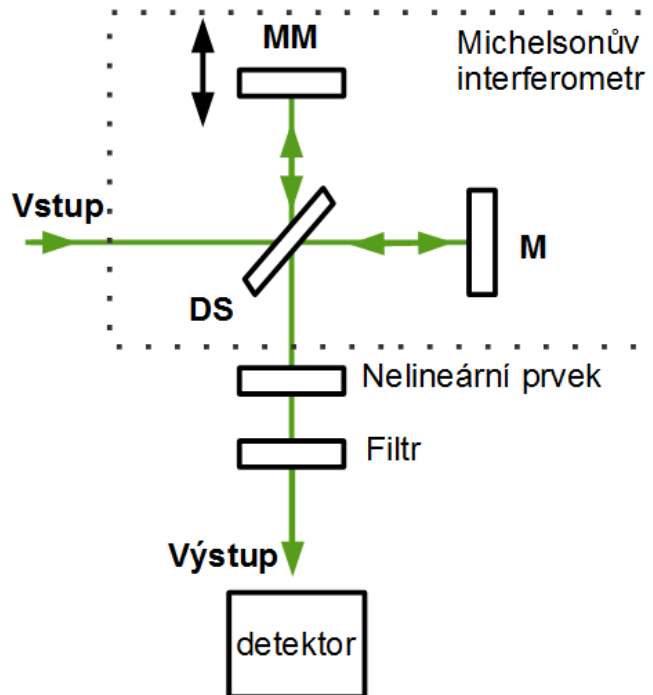 MM
Michelsonův
interferometr
Vstup
M
DS
Nelineární prvek
Filtr
Výstup
detektor